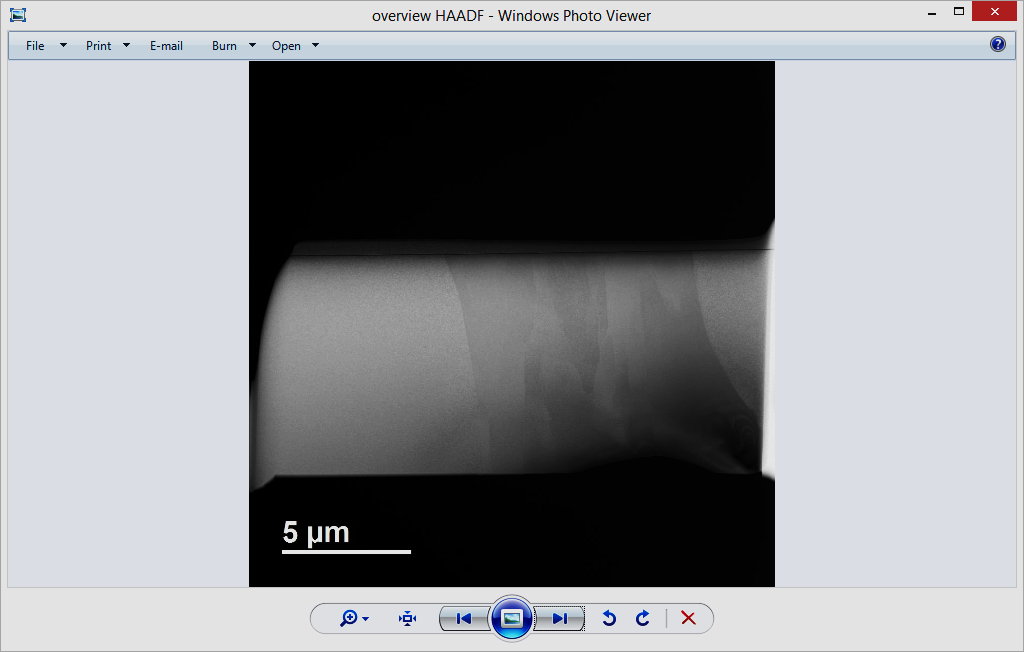 overview HAADF - Windows Photo Viewer
File Print E-mail Burn Open
5 µm